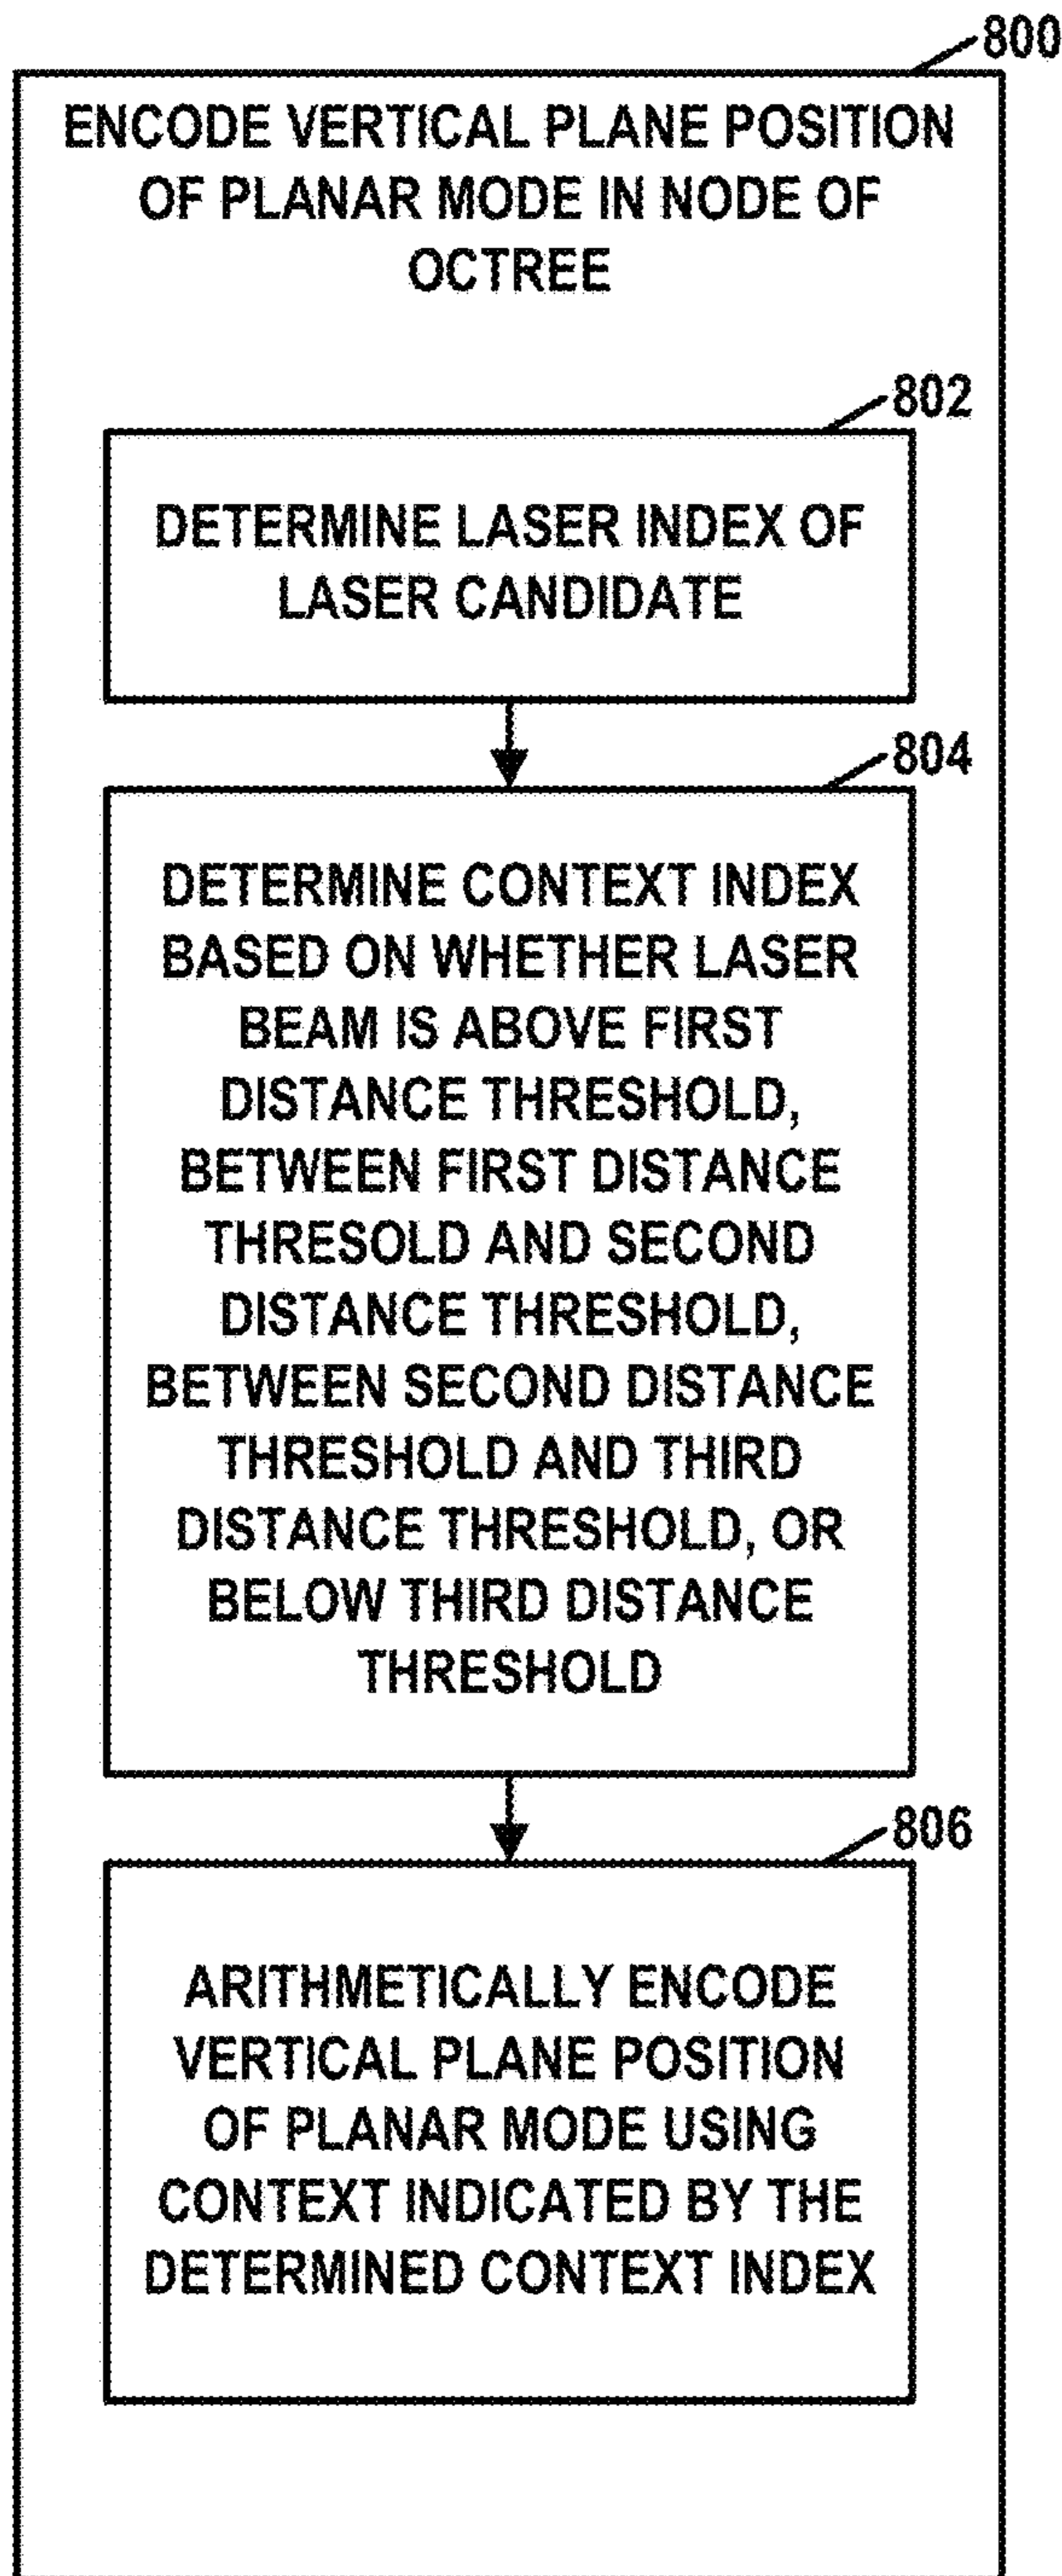 800
ENCODE VERTICAL PLANE POSITION
OF PLANAR MODE IN NODE OF
OCTREE
802
DETERMINE LASER INDEX OF
LASER CANDIDATE
804
DETERMINE CONTEXT INDEX
BASED ON WHETHER LASER
BEAM IS ABOVE FIRST
DISTANCE THRESHOLD,
BETWEEN FIRST DISTANCE
THRESOLD AND SECOND
DISTANCE THRESHOLD,
BETWEEN SECOND DISTANCE
THRESHOLD AND THIRD
DISTANCE THRESHOLD, OR
BELOW THIRD DISTANCE
THRESHOLD
806
ARITHMETICALLY ENCODE
VERTICAL PLANE POSITION
OF PLANAR MODE USING
CONTEXT INDICATED BY THE
DETERMINED CONTEXT INDEX